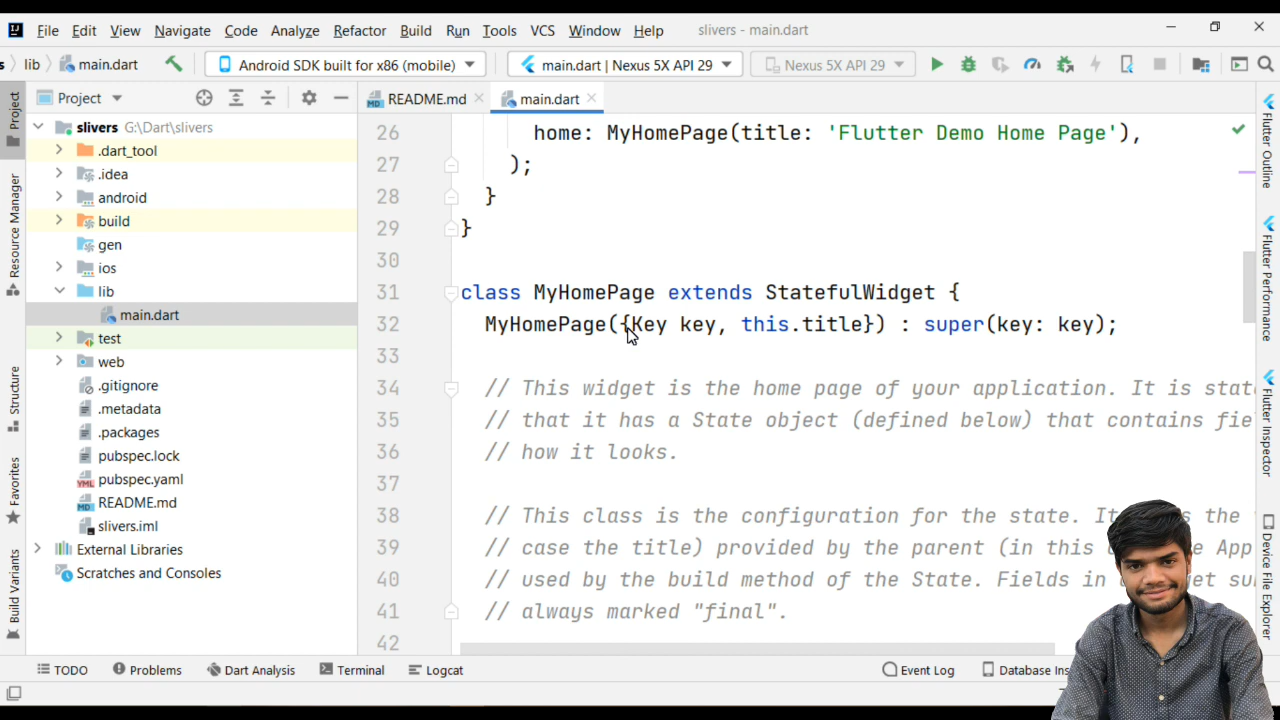 File Edit View Navigate Code Analyze Refactor Build Run Tools VCS Window Help slivers - main.dart
s lib main.dart Android SDK built for x86 (mobile) main.dart | Nexus 5X API 29 Nexus 5X API 29
Project README.md main.dart
slivers G:\Dart\slivers
.dart_tool
.idea
android
build
gen
ios
lib
main.dart
test
web
.gitignore
.metadata
.packages
pubspec.lock
pubspec.yaml
README.md
slivers.iml
External Libraries
Scratches and Consoles
Project
Resource Manager
Structure
Favorites
Build Variants
26 home: MyHomePage(title: 'Flutter Demo Home Page'),
27 );
28 }
29 }
30
31 class MyHomePage extends StatefulWidget {
32 MyHomePage({Key key, this.title}) : super(key: key);
33
34 // This widget is the home page of your application. It is stat
35 // that it has a State object (defined below) that contains fie
36 // how it looks.
37
38 // This class is the configuration for the state. It s the
39 // case the title) provided by the parent (in this App
40 // used by the build method of the State. Fields in et su
41 // always marked "final".
42
Flutter Outline
Flutter Performance
Flutter Inspector
Device File Explorer
TODO Problems Dart Analysis Terminal Logcat Event Log Database Ins